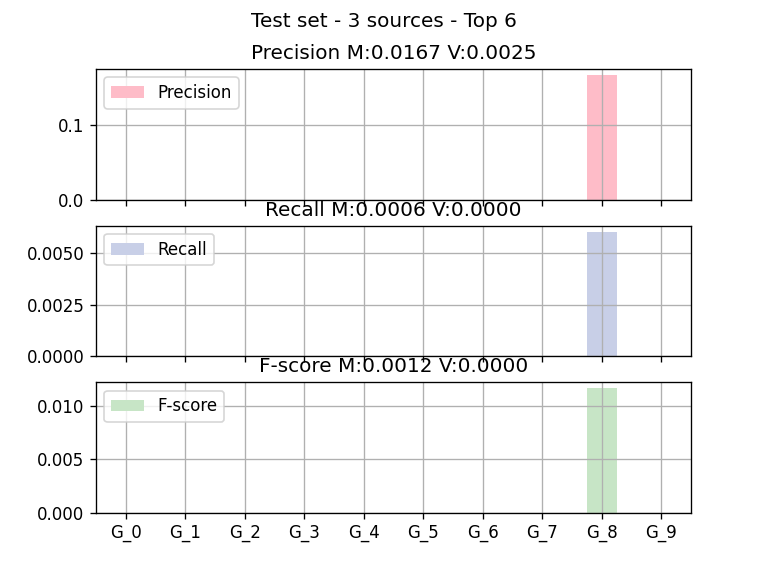 Test set - 3 sources - Top 6
Precision M:0.0167 V:0.0025
Precision
0.1
0.0
Recall M:0.0006 V:0.0000
Recall
0.0050
0.0025
0.0000
F-score M:0.0012 V:0.0000
F-score
0.010
0.005
0.000
G_0 G_1 G_2 G_3 G_4 G_5 G_6 G_7 G_8 G_9